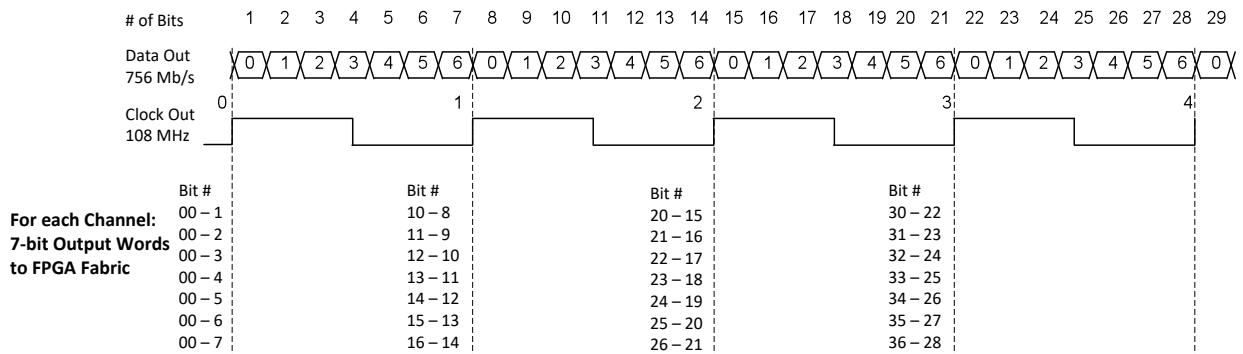 # of Bits 1 2 3 4 5 6 7 8 9 10 11 12 13 14 15 16 17 18 19 20 21 22 23 24 25 26 27 28 29
Data Out 0 1 2 3 4 5 6 0 1 2 3 4 5 6 0 1 2 3 4 5 6 0 1 2 3 4 5 6 0
756 Mb/s
0 1 2 3 4
Clock Out
108 MHz
Bit # Bit # Bit # Bit #
00 – 1 10 – 8 20 – 15 30 – 22
For each Channel: 00 – 2 11 – 9 21 – 16 31 – 23
7-bit Output Words 00 – 3 12 – 10 22 – 17 32 – 24
to FPGA Fabric 00 – 4 13 – 11 23 – 18 33 – 25
00 – 5 14 – 12 24 – 19 34 – 26
00 – 6 15 – 13 25 – 20 35 – 27
00 – 7 16 – 14 26 – 21 36 – 28